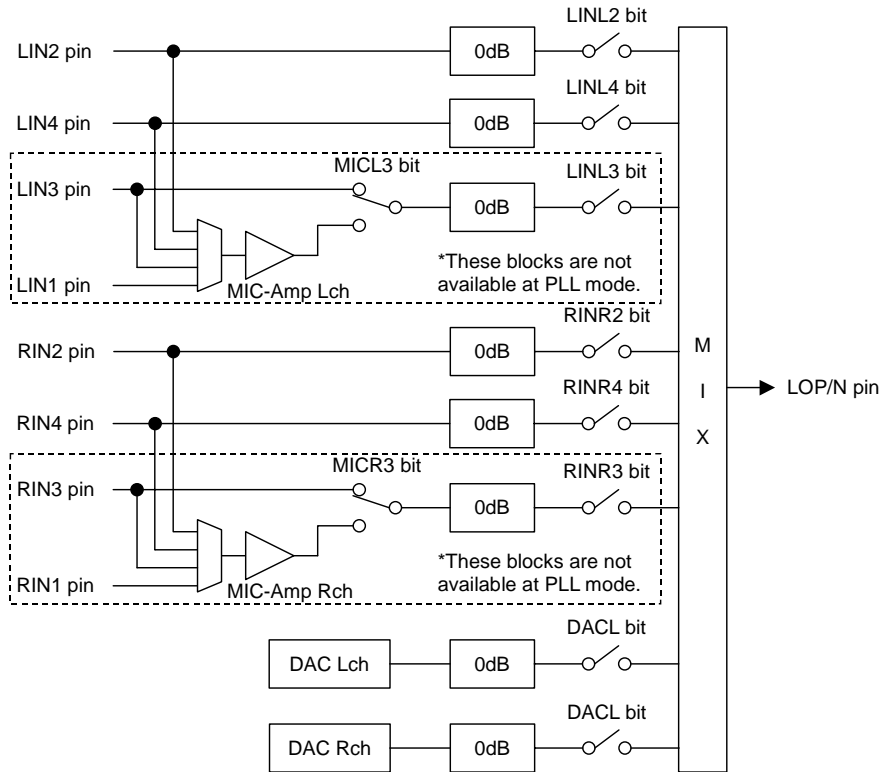 LINL2 bit
LIN2 pin
0dB
LINL4 bit
LIN4 pin
0dB
MICL3 bit
LINL3 bit
LIN3 pin
0dB
*These blocks are not
available at PLL mode.
LIN1 pin
MIC-Amp Lch
RINR2 bit
RIN2 pin
0dB
M
I
X
LOP/N pin
RINR4 bit
RIN4 pin
0dB
MICR3 bit
RINR3 bit
RIN3 pin
0dB
*These blocks are not
available at PLL mode.
RIN1 pin
MIC-Amp Rch
DACL bit
DAC Lch
0dB
DACL bit
DAC Rch
0dB